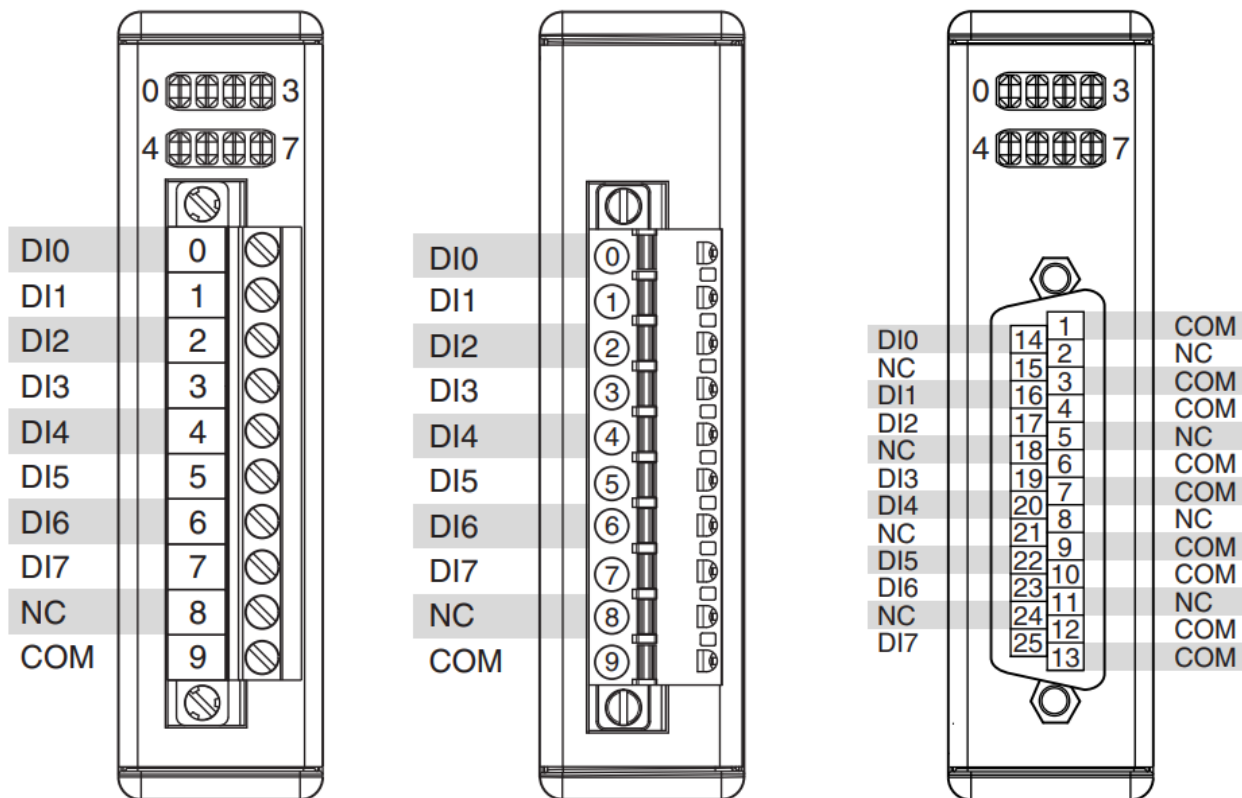 0 3
4 7
DI0 0
DI1 1
DI2 2
DI3 3
DI4 4
DI5 5
DI6 6
DI7 7
NC 8
COM 9
DI0 0
DI1 1
DI2 2
DI3 3
DI4 4
DI5 5
DI6 6
DI7 7
NC 8
COM 9
0 3
4 7
1 COM
DI0 14
2 NC
NC 15
3 COM
DI1 16
4 COM
DI2 17
5 NC
NC 18
6 COM
DI3 19
7 COM
DI4 20
8 NC
NC 21
9 COM
DI5 22
10 COM
DI6 23
11 NC
NC 24
12 COM
DI7 25
13 COM